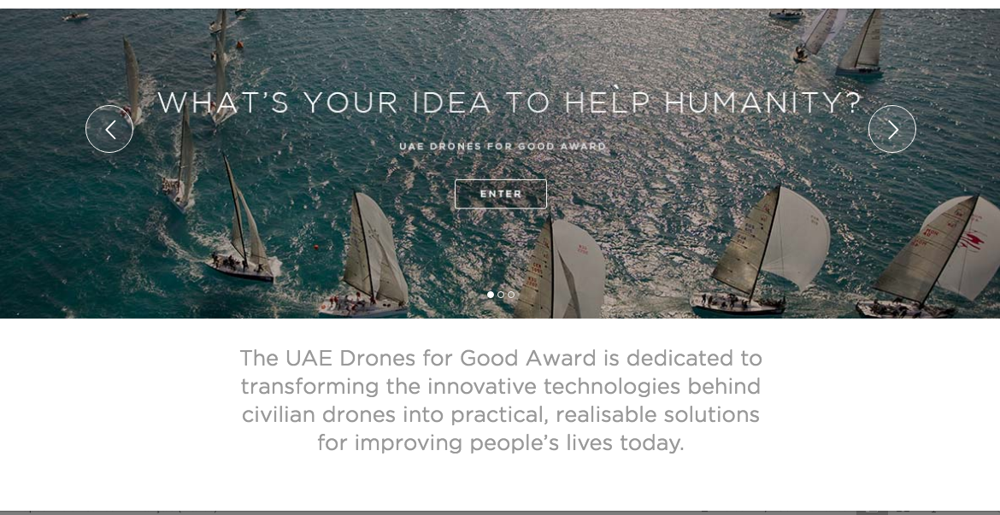 WHAT'S YOUR IDEA TO HELP HUMANITY?
UAE DRONES FOR GOOD AWARD
ENTER
The UAE Drones for Good Award is dedicated to
transforming the innovative technologies behind
civilian drones into practical, realisable solutions
for improving people's lives today.